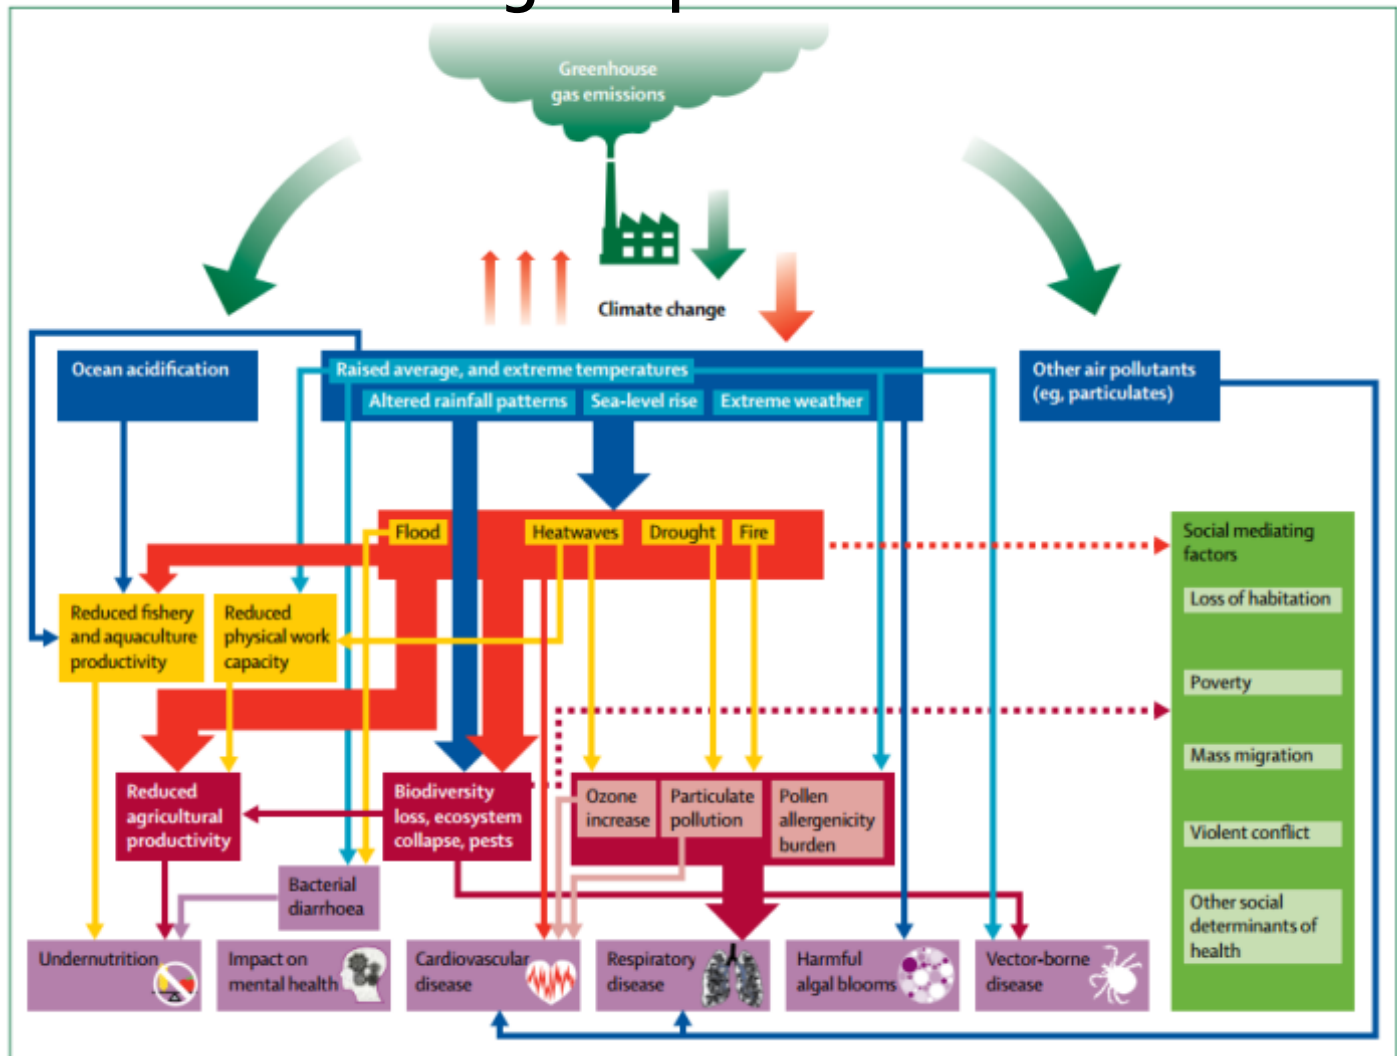 Greenhouse
gas emissions
Climate change
Ocean acidification
Raised average, and extreme temperatures
Altered rainfall patterns
Sea-level rise
Extreme weather
Other air pollutants
(eg, particulates)
Flood
Heatwaves
Drought
Fire
Social mediating
factors
Loss of habitation
Poverty
Mass migration
Violent conflict
Other social
determinants of
health
Reduced fishery
and aquaculture
productivity
Reduced
physical work
capacity
Reduced
agricultural
productivity
Biodiversity
loss, ecosystem
collapse, pests
Ozone
increase
Particulate
pollution
Pollen
allergenicity
burden
Bacterial
diarrhoea
Undernutrition
Impact on
mental health
Cardiovascular
disease
Respiratory
disease
Harmful
algal blooms
Vector-borne
disease